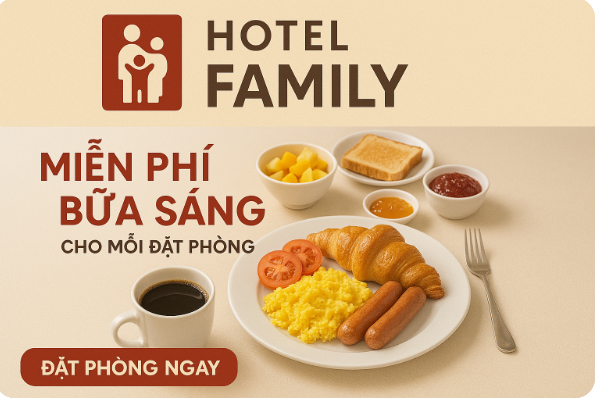 HOTEL
FAMILY
MIỄN PHÍ
BỮA SÁNG
CHO MỖI ĐẶT PHÒNG
ĐẶT PHÒNG NGAY